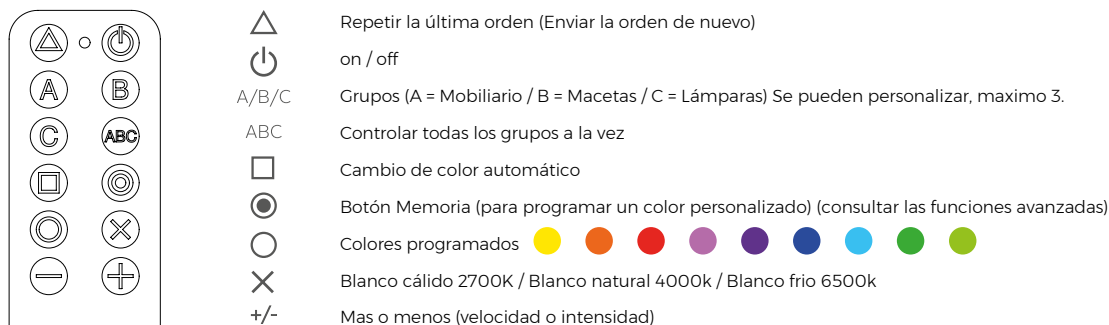 Repetir la última orden (Enviar la orden de nuevo)
on / off
A B
A/B/C Grupos (A = Mobiliario / B = Macetas / C = Lámparas) Se pueden personalizar, maximo 3.
C ABC
ABC Controlar todas los grupos a la vez
Cambio de color automático
Botón Memoria (para programar un color personalizado) (consultar las funciones avanzadas)
Colores programados
Blanco cálido 2700K / Blanco natural 4000k / Blanco frio 6500k
+/- Mas o menos (velocidad o intensidad)